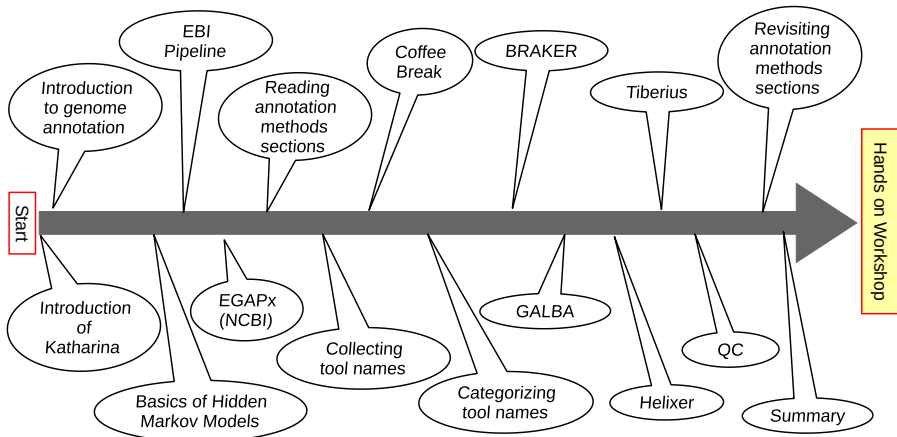 EBI
Pipeline
Coffee
Break
BRAKER
Revisiting
annotation
methods
sections
Introduction
to genome
annotation
Reading
annotation
methods
sections
Tiberius
Start
Hands on Workshop
Introduction
of
Katharina
EGAPx
(NCBI)
GALBA
Collecting
tool names
QC
Basics of Hidden
Markov Models
Categorizing
tool names
Helixer
Summary